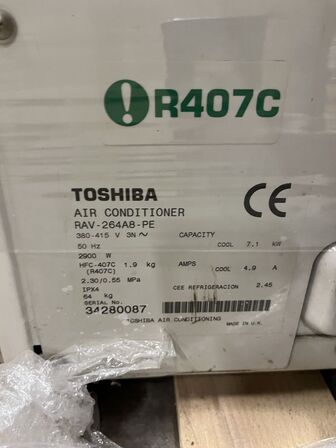 R407C
TOSHIBA
AIR CONDITIONER
RAV-264A8-PE
CE
380-415 V 3N ~ CAPACITY
50 Hz COOL 7.1 kW
2900 W
HFC-407C 1.9 kg AMPS
(R407C) COOL 4.9 A
2.30/0.55 MPa
IPX4 CEE REFRIGERACION 2.45
64 kg
SERIAL No.
34280087
TOSHIBA AIR CONDITIONING MADE IN U.K.